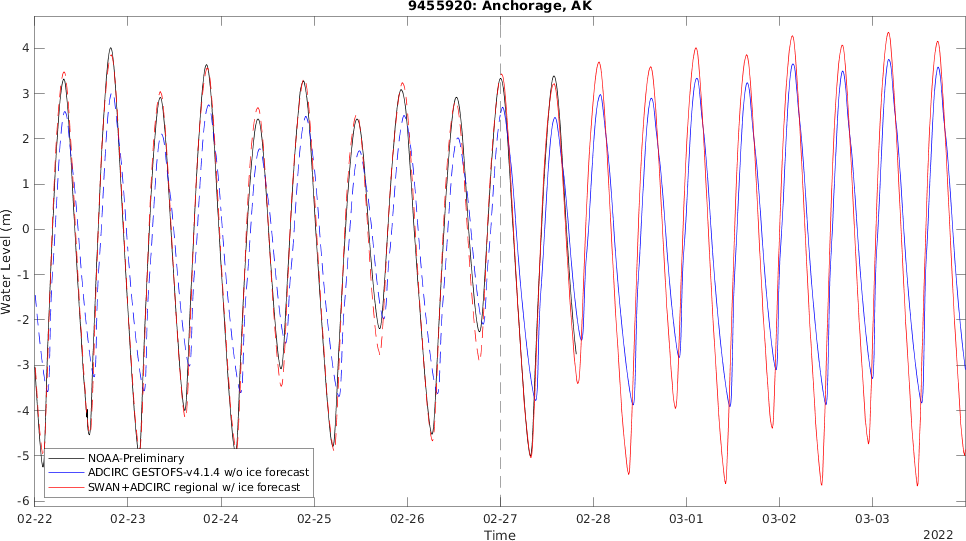 9455920: Anchorage, AK
4
3
2
1
0
-1
-2
-3
-4
-5
-6
Water Level (m)
NOAA-Preliminary
ADCIRC GESTOFS-v4.1.4 w/o ice forecast
SWAN+ADCIRC regional w/ ice forecast
02-22 02-23 02-24 02-25 02-26 02-27 02-28 03-01 03-02 03-03
Time
2022